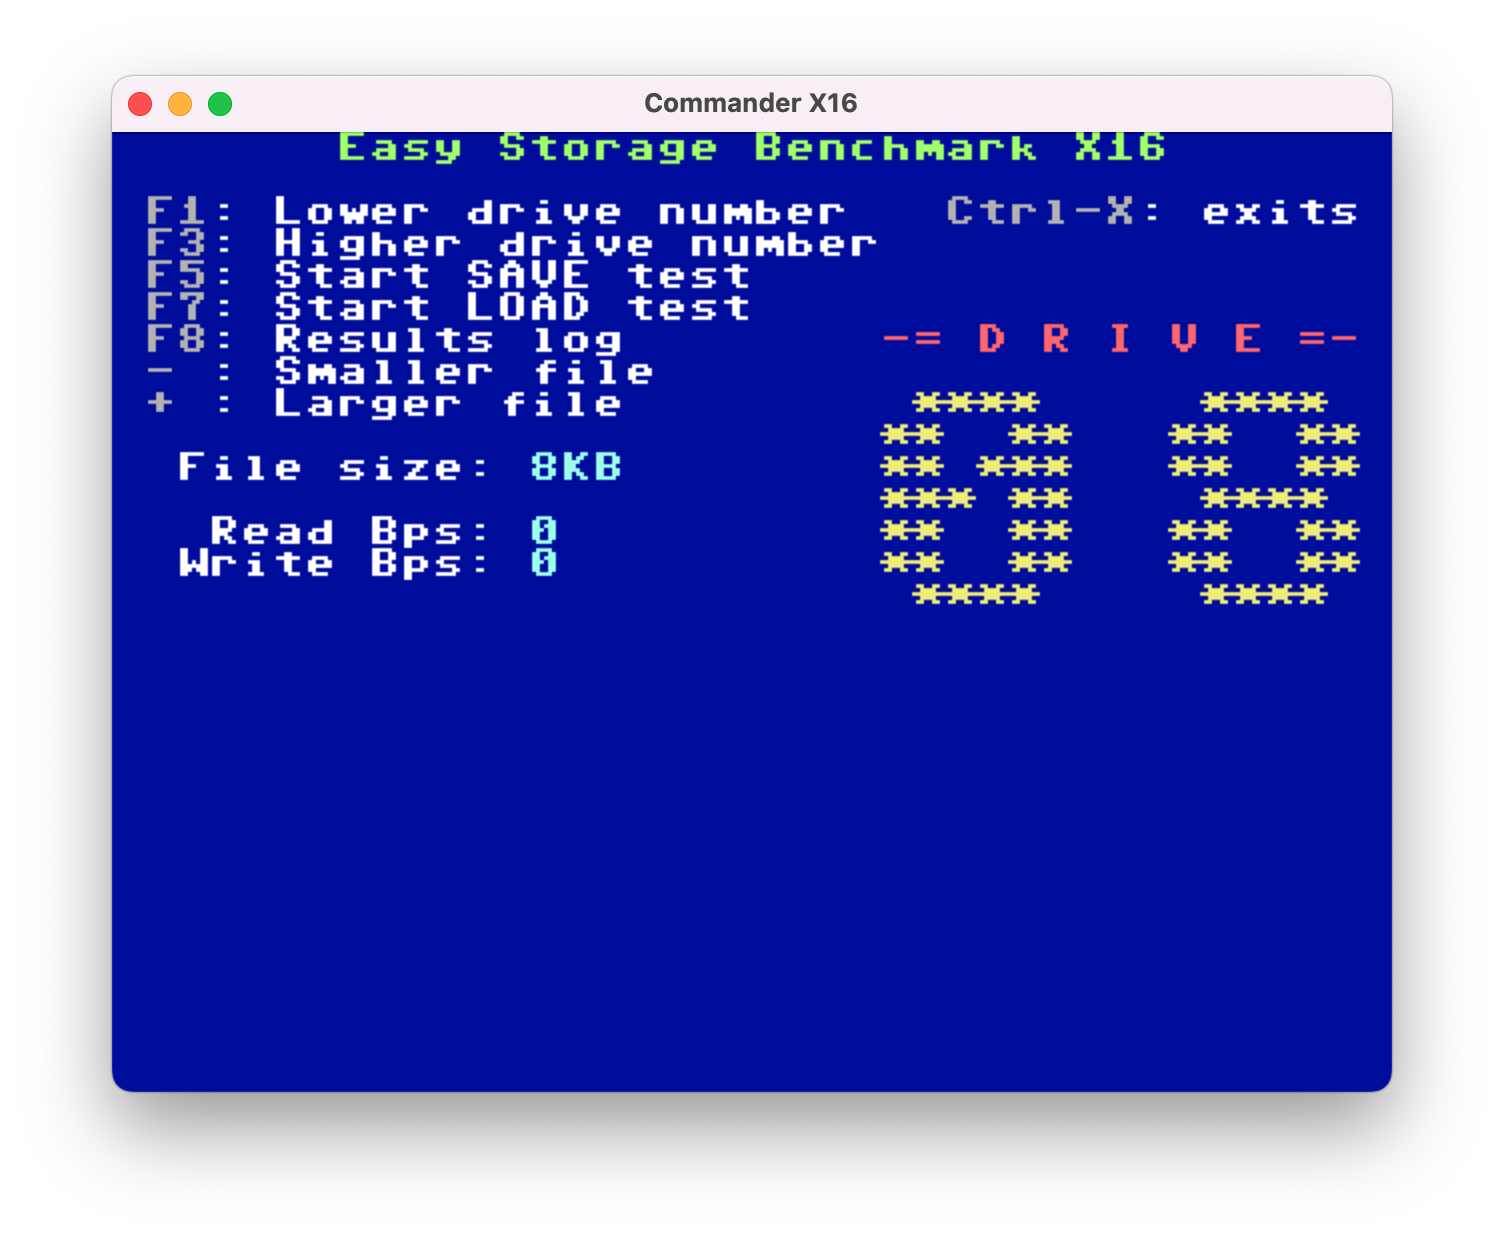 Commander X16
Easy Storage Benchmark X16
F1: Lower drive number Ctrl-X: exits
F3: Higher drive number
F5: Start SAVE test
F7: Start LOAD test
F8: Results log
- : Smaller file
+ : Larger file
-= D R I V E =-
08
File size: 8KB
Read Bps: 0
Write Bps: 0